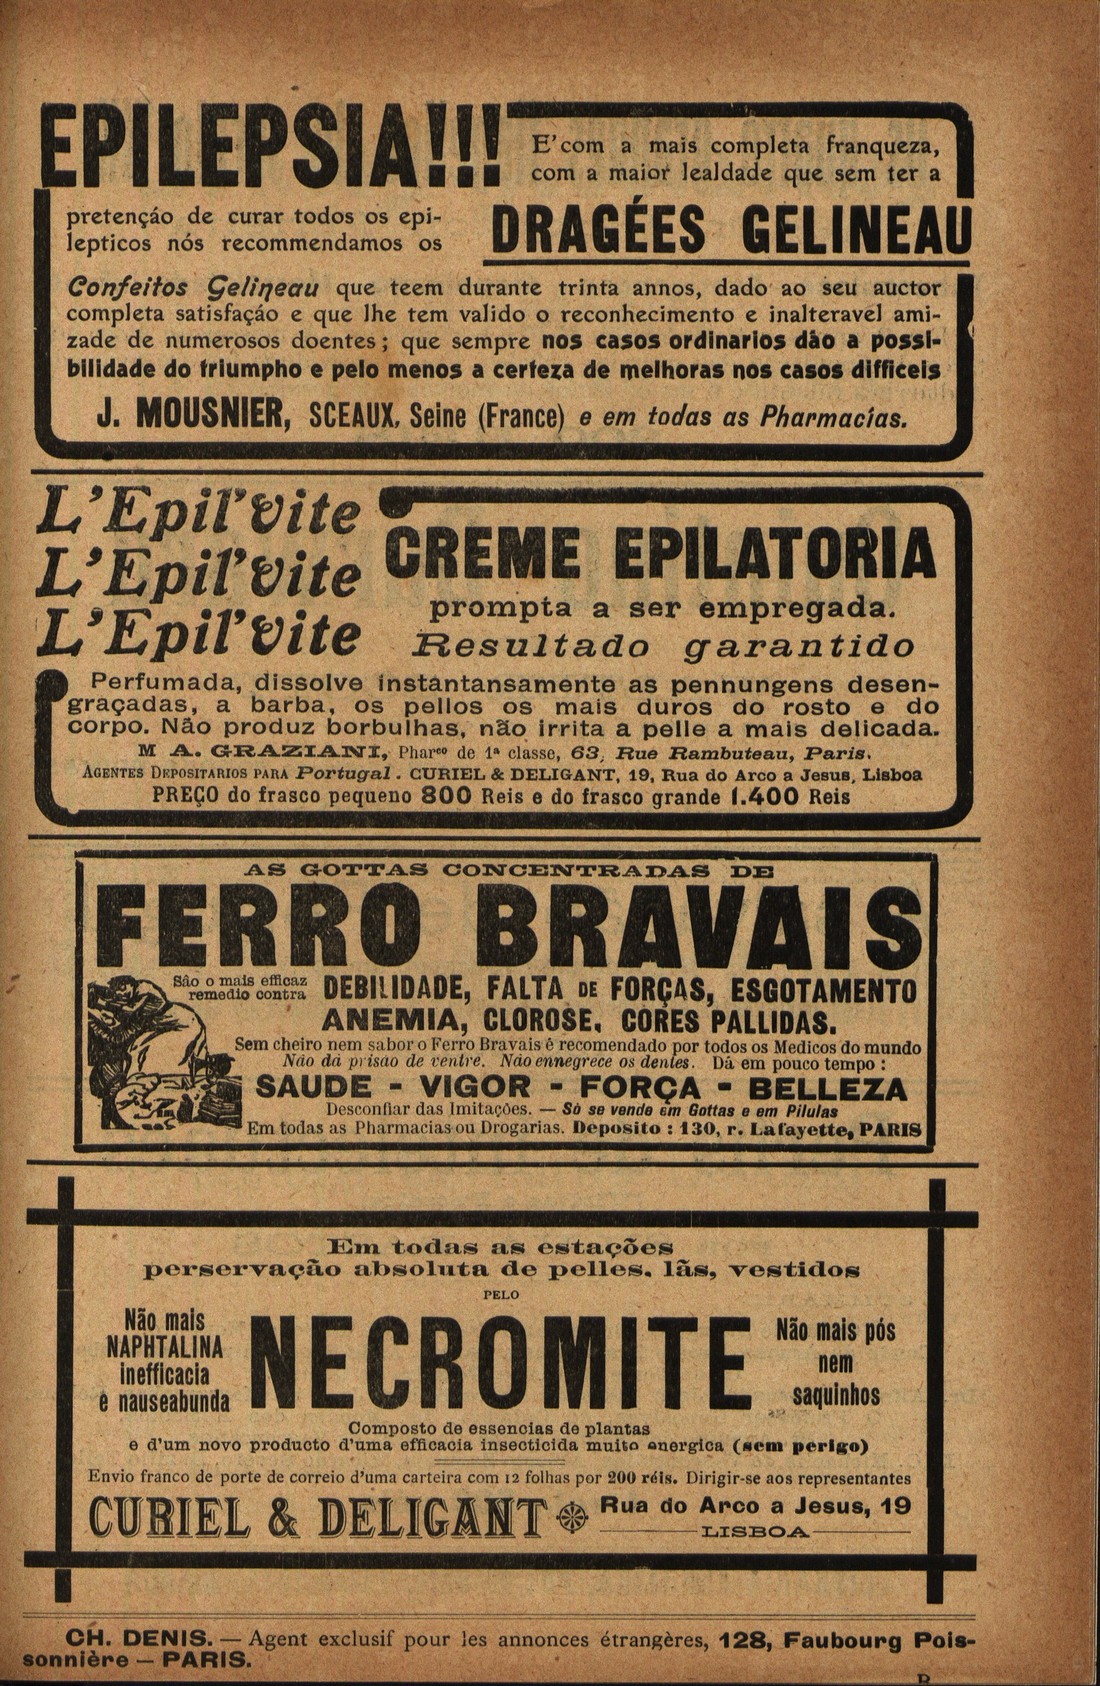 EPILEPSIA!!!
E' com a mais completa franqueza,
com a maior lealdade que sem ter a
pretenção de curar todos os epi-
lepticos nós recommendamos os
DRAGÉES GELINEAU
Confeitos Gelineau que teem durante trinta annos, dado ao seu auctor
completa satisfação e que lhe tem valido o reconhecimento e inalteravel ami-
zade de numerosos doentes; que sempre nos casos ordinarios dão a possi-
bilidade do triumpho e pelo menos a certeza de melhoras nos casos difficeis
J. MOUSNIER, SCEAUX, Seine (France) e em todas as Pharmacias.
L'Epil'vite
L'Epil'vite
L'Epil'vite
CREME EPILATORIA
prompta a ser empregada.
Resultado garantido
Perfumada, dissolve instantansamente as pennungens desen-
graçadas, a barba, os pellos os mais duros do rosto e do
corpo. Não produz borbulhas, não irrita a pelle a mais delicada.
M A. GRAZIANI, Pharco de 1ª classe, 63, Rue Rambuteau, Paris.
AGENTES DEPOSITARIOS PARA Portugal. CURIEL & DELIGANT, 19, Rua do Arco a Jesus, Lisboa
PREÇO do frasco pequeno 800 Reis e do frasco grande 1.400 Reis
AS GOTTAS CONCENTRADAS DE
FERRO BRAVAIS
São o mais efficaz
remedio contra
DEBILIDADE, FALTA DE FORÇAS, ESGOTAMENTO
ANEMIA, CLOROSE, CORES PALLIDAS.
Sem cheiro nem sabor o Ferro Bravais é recomendado por todos os Medicos do mundo
Não dá prisão de ventre. Não ennegrece os dentes. Dá em pouco tempo:
SAUDE - VIGOR - FORÇA - BELLEZA
Desconfiar das Imitações. — Só se vende em Gottas e em Pilulas
Em todas as Pharmacias ou Drogarias. Deposito : 130, r. Lafayette, PARIS
Em todas as estações
perservação absoluta de pelles, lãs, vestidos
PELO
Não mais
NAPHTALINA
inefficacia
e nauseabunda
NECROMITE
Não mais pós
nem
saquinhos
Composto de essencias de plantas
e d'um novo producto d'uma efficacia insecticida muito energica (sem perigo)
Envio franco de porte de correio d'uma carteira com 12 folhas por 200 réis. Dirigir-se aos representantes
CURIEL & DELIGANT
Rua do Arco a Jesus, 19
LISBOA
CH. DENIS. — Agent exclusif pour les annonces étrangères, 128, Faubourg Pois-
sonnière — PARIS.